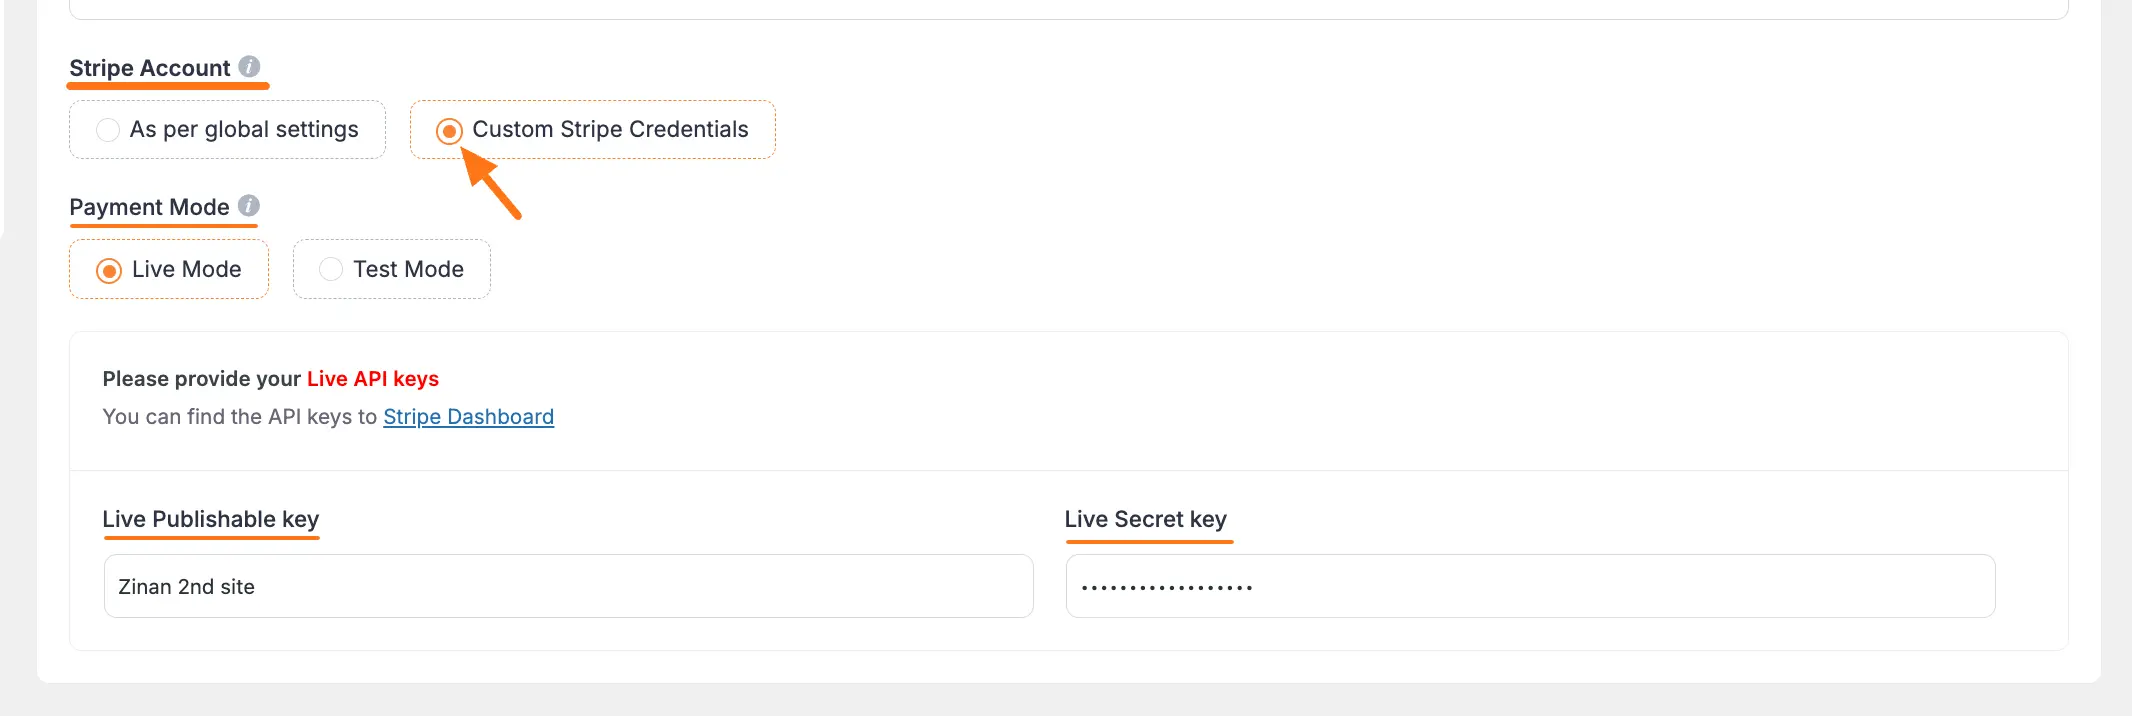 Stripe Account i
As per global settings
Custom Stripe Credentials
Payment Mode i
Live Mode
Test Mode
Please provide your Live API keys
You can find the API keys to Stripe Dashboard
Live Publishable key
Live Secret key
Zinan 2nd site
••••••••••••••••••